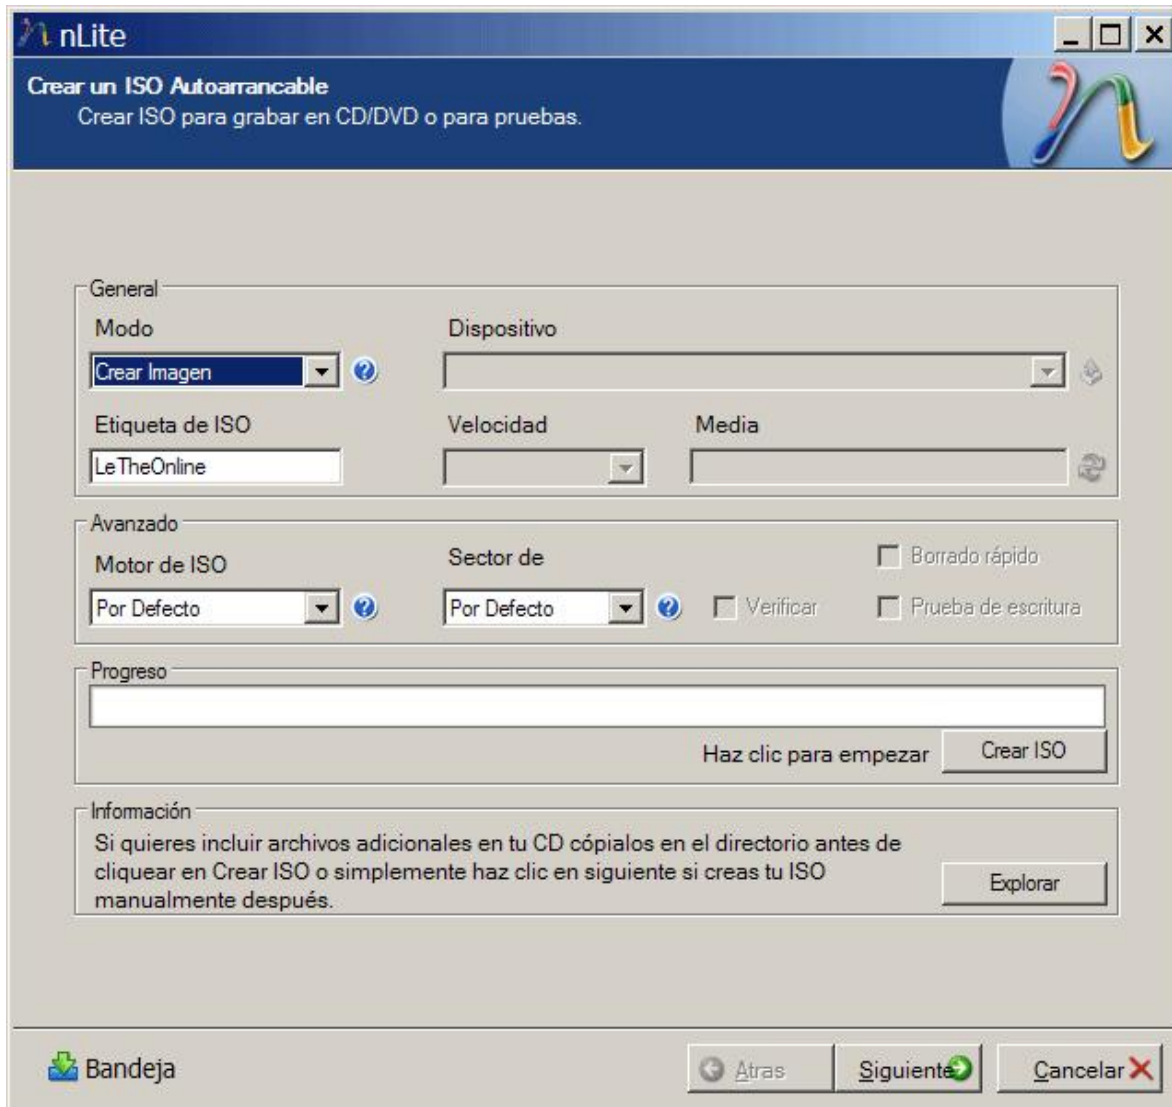 nLite
Crear un ISO Autoarrancable
Crear ISO para grabar en CD/DVD o para pruebas.
General
Modo
Dispositivo
Crear Imagen
Etiqueta de ISO
Velocidad
Media
LeTheOnline
Avanzado
Motor de ISO
Sector de
Borrado rápido
Por Defecto
Por Defecto
Verificar
Prueba de escritura
Progreso
Haz clic para empezar
Crear ISO
Información
Si quieres incluir archivos adicionales en tu CD cópialos en el directorio antes de
cliquear en Crear ISO o simplemente haz clic en siguiente si creas tu ISO
manualmente después.
Explorar
Bandeja
Atras
Siguiente
Cancelar